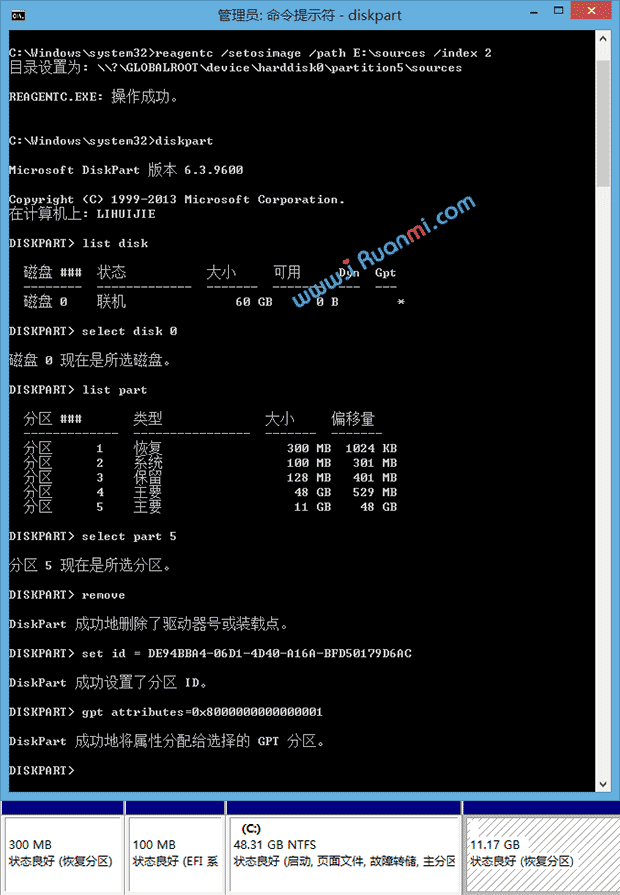 管理员: 命令提示符 - diskpart
C:\Windows\system32>reagentc /setosimage /path E:\sources /index 2
目录设置为: \\?\GLOBALROOT\device\harddisk0\partition5\sources
REAGENTC.EXE: 操作成功。
C:\Windows\system32>diskpart
Microsoft DiskPart 版本 6.3.9600
Copyright (C) 1999-2013 Microsoft Corporation.
在计算机上: LIHUIJIE
DISKPART> list disk
磁盘 ### 状态 大小 可用 Dyn Gpt
-------- ------------- ------- ------- --- ---
磁盘 0 联机 60 GB 0 B *
www.iRuanmi.com
DISKPART> select disk 0
磁盘 0 现在是所选磁盘。
DISKPART> list part
分区 ### 类型 大小 偏移量
------------- ---------------- ------- -------
分区 1 恢复 300 MB 1024 KB
分区 2 系统 100 MB 301 MB
分区 3 保留 128 MB 401 MB
分区 4 主要 48 GB 529 MB
分区 5 主要 11 GB 48 GB
DISKPART> select part 5
分区 5 现在是所选分区。
DISKPART> remove
DiskPart 成功地删除了驱动器号或装载点。
DISKPART> set id = DE94BBA4-06D1-4D40-A16A-BFD50179D6AC
DiskPart 成功设置了分区 ID。
DISKPART> gpt attributes=0x8000000000000001
DiskPart 成功地将属性分配给选择的 GPT 分区。
DISKPART>
300 MB
状态良好 (恢复分区)
100 MB
状态良好 (EFI 系
(C:)
48.31 GB NTFS
状态良好 (启动, 页面文件, 故障转储, 主分区
11.17 GB
状态良好 (恢复分区)